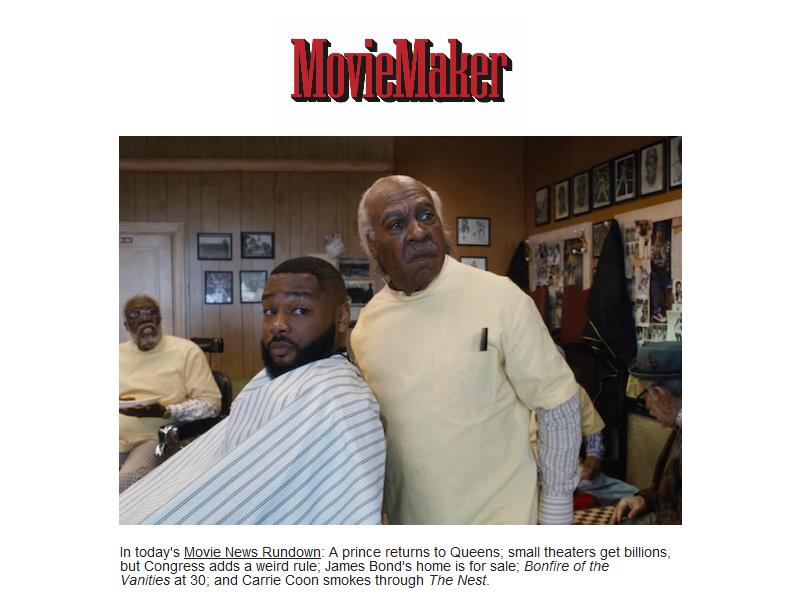 MovieMaker
In today's Movie News Rundown: A prince returns to Queens; small theaters get billions,
but Congress adds a weird rule; James Bond's home is for sale; Bonfire of the
Vanities at 30; and Carrie Coon smokes through The Nest.